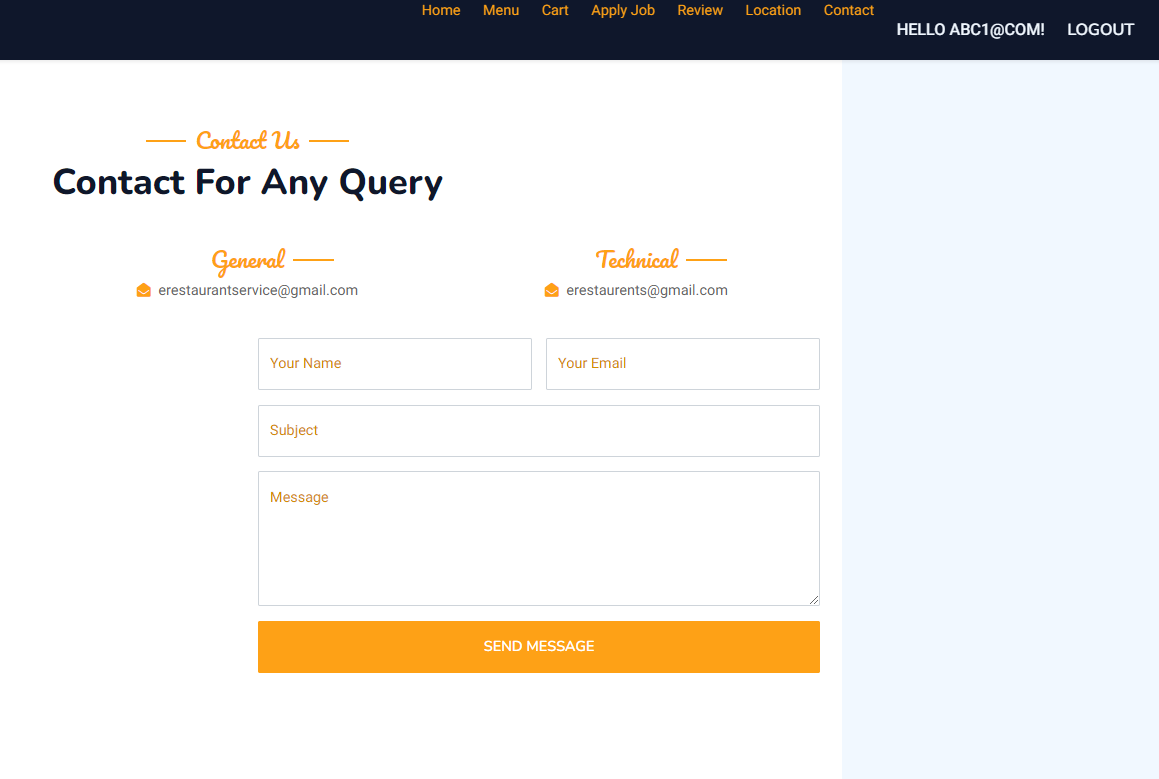 Home Menu Cart Apply Job Review Location Contact
HELLO ABC1@COM! LOGOUT
Contact Us
Contact For Any Query
General
erestaurantservice@gmail.com
Technical
erestaurents@gmail.com
Your Name
Your Email
Subject
Message
SEND MESSAGE